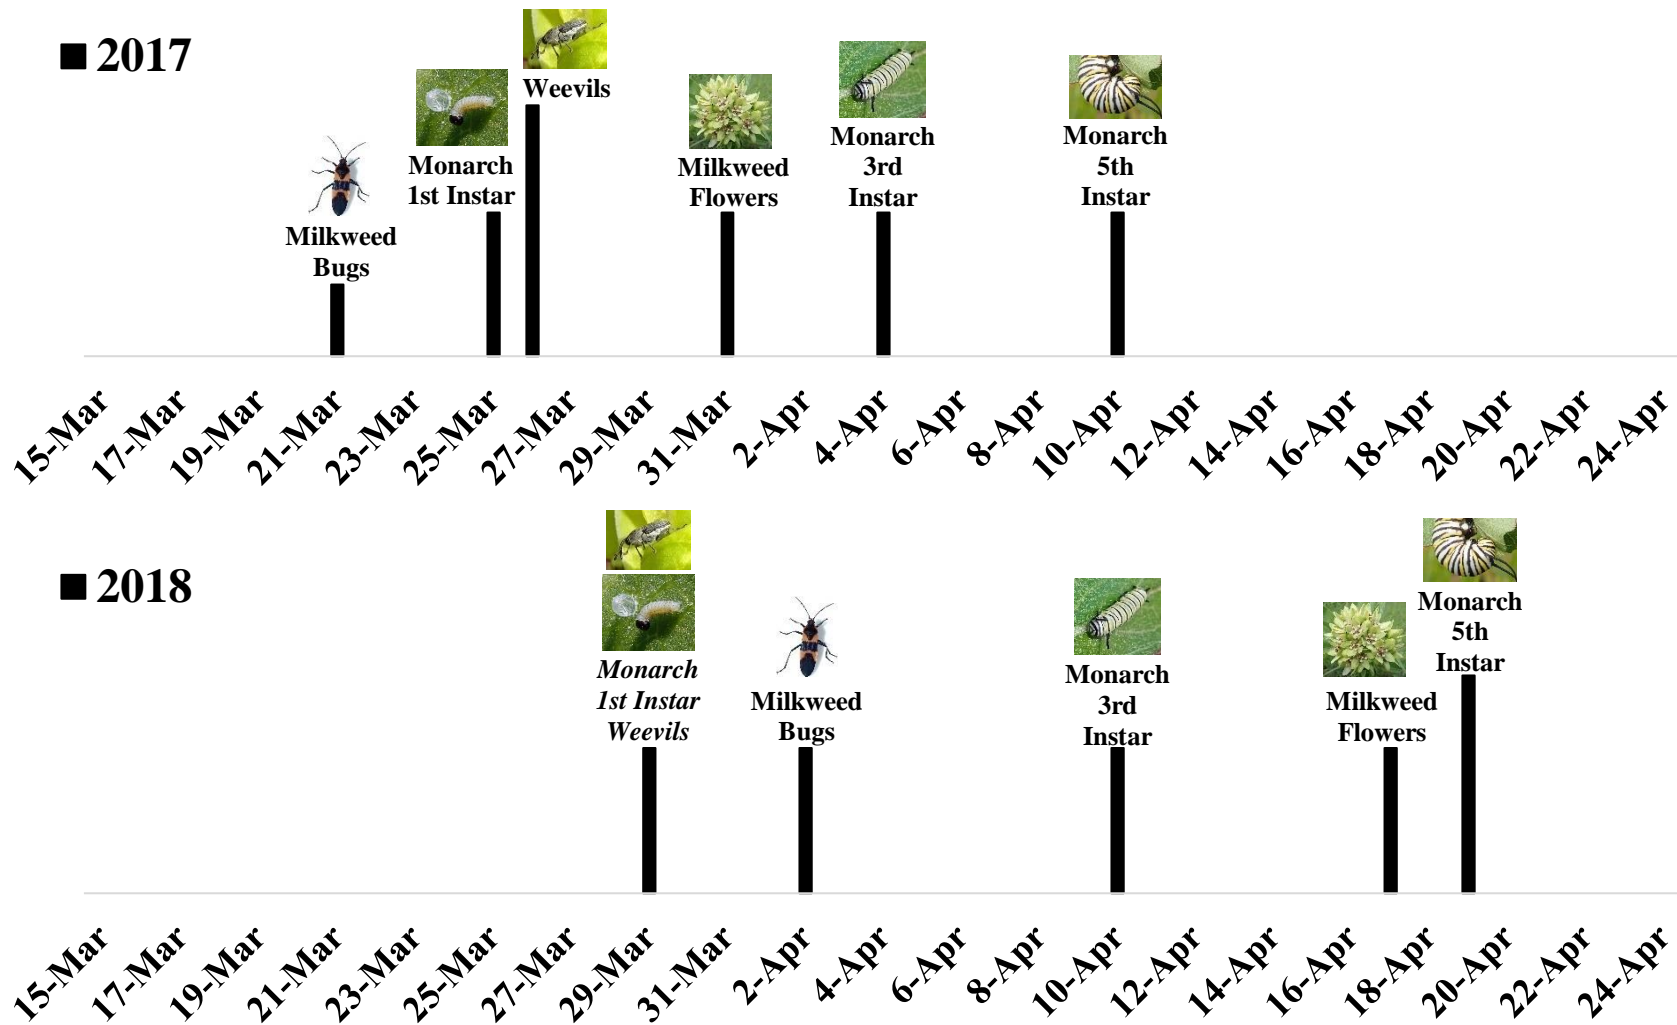 ■ 2017
Weevils
Monarch
1st Instar
Milkweed
Bugs
Milkweed
Flowers
Monarch
3rd
Instar
Monarch
5th
Instar
15-Mar 17-Mar 19-Mar 21-Mar 23-Mar 25-Mar 27-Mar 29-Mar 31-Mar 2-Apr 4-Apr 6-Apr 8-Apr 10-Apr 12-Apr 14-Apr 16-Apr 18-Apr 20-Apr 22-Apr 24-Apr
■ 2018
Monarch
1st Instar
Weevils
Milkweed
Bugs
Monarch
3rd
Instar
Milkweed
Flowers
Monarch
5th
Instar
15-Mar 17-Mar 19-Mar 21-Mar 23-Mar 25-Mar 27-Mar 29-Mar 31-Mar 2-Apr 4-Apr 6-Apr 8-Apr 10-Apr 12-Apr 14-Apr 16-Apr 18-Apr 20-Apr 22-Apr 24-Apr